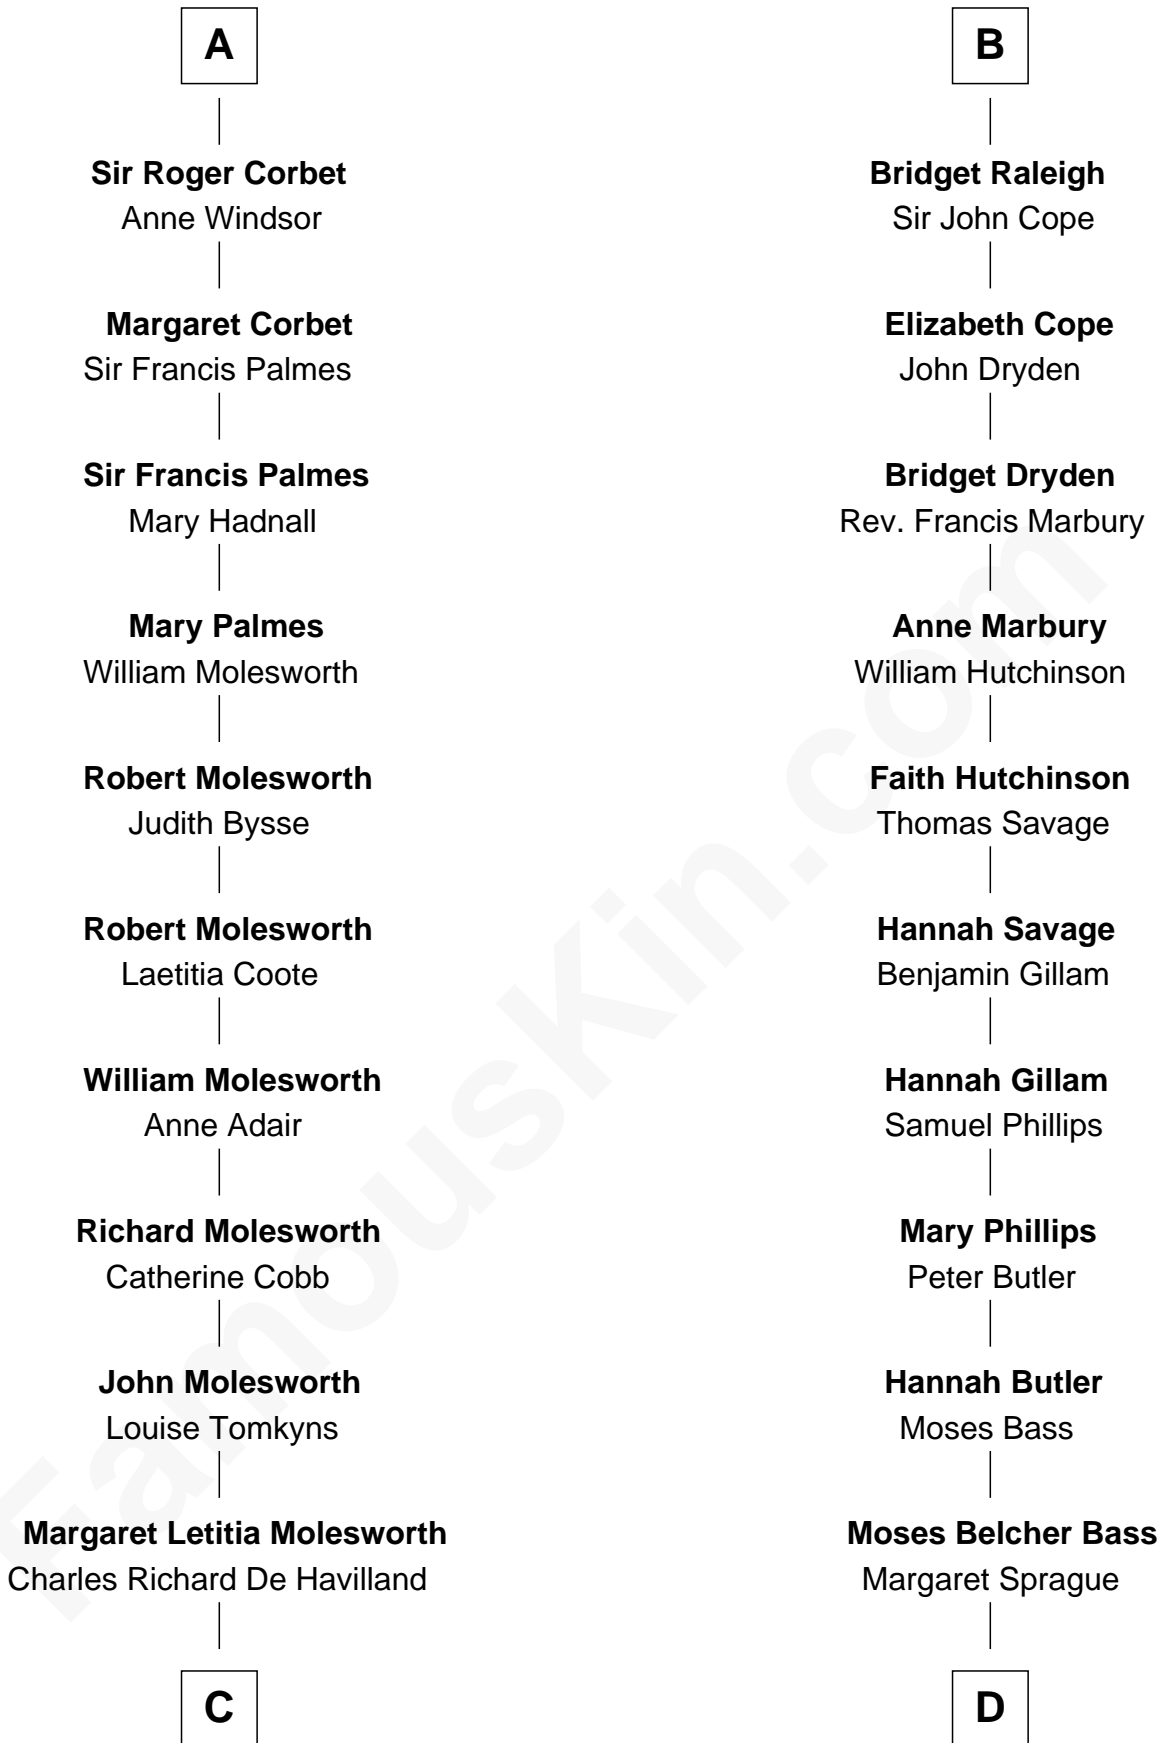 A
Sir Roger Corbet
Anne Windsor
Margaret Corbet
Sir Francis Palmes
Sir Francis Palmes
Mary Hadnall
Mary Palmes
William Molesworth
Robert Molesworth
Judith Bysse
Robert Molesworth
Laetitia Coote
William Molesworth
Anne Adair
Richard Molesworth
Catherine Cobb
John Molesworth
Louise Tomkyns
Margaret Letitia Molesworth
Charles Richard De Havilland
C
B
Bridget Raleigh
Sir John Cope
Elizabeth Cope
John Dryden
Bridget Dryden
Rev. Francis Marbury
Anne Marbury
William Hutchinson
Faith Hutchinson
Thomas Savage
Hannah Savage
Benjamin Gillam
Hannah Gillam
Samuel Phillips
Mary Phillips
Peter Butler
Hannah Butler
Moses Bass
Moses Belcher Bass
Margaret Sprague
D
FamousKin.com